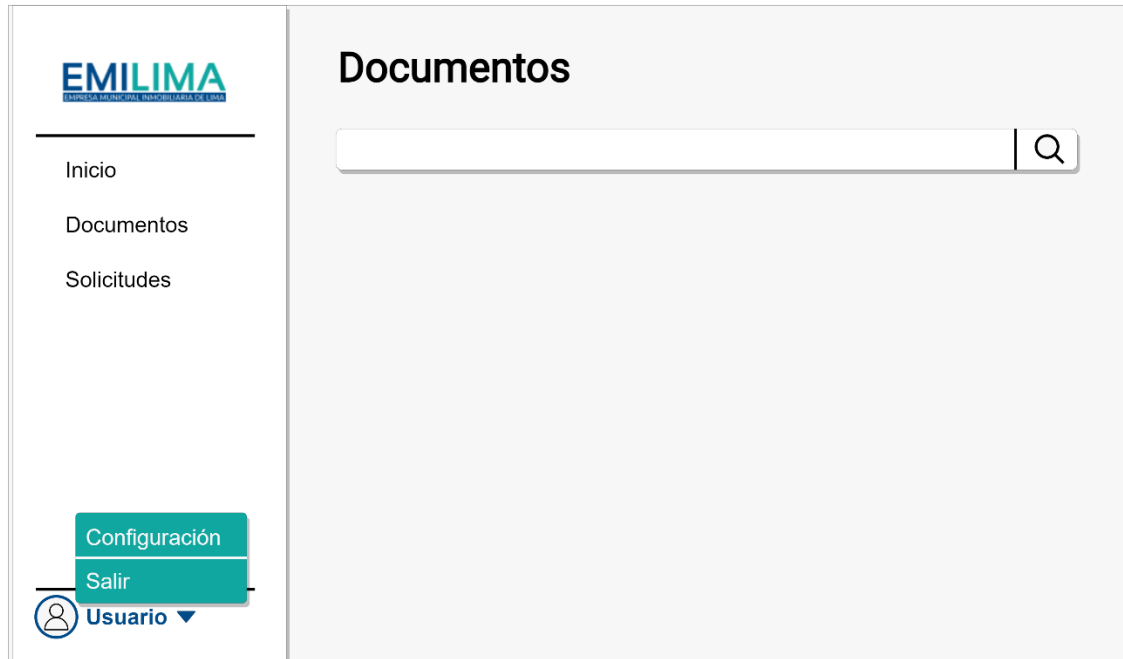 EMILIMA
EMPRESA MUNICIPAL INMOBILIARIA DE LIMA
Inicio
Documentos
Solicitudes
Configuración
Salir
Usuario
Documentos